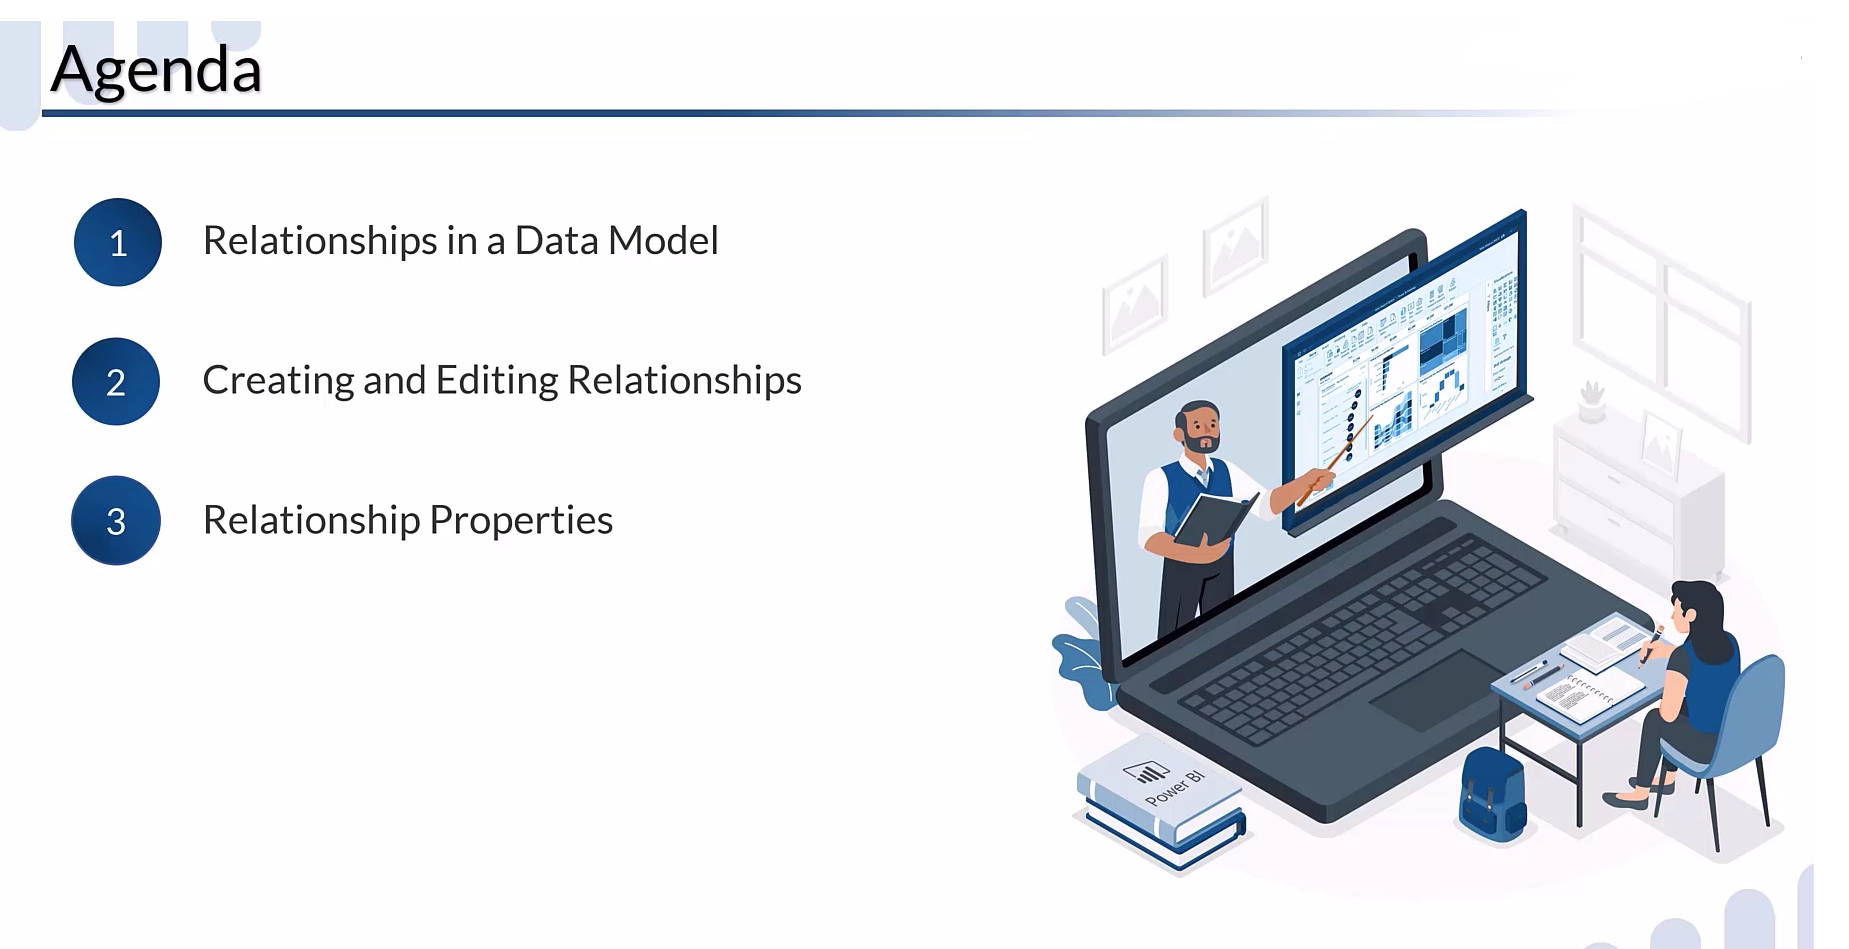 Agenda
1 Relationships in a Data Model
2 Creating and Editing Relationships
3 Relationship Properties
Power BI